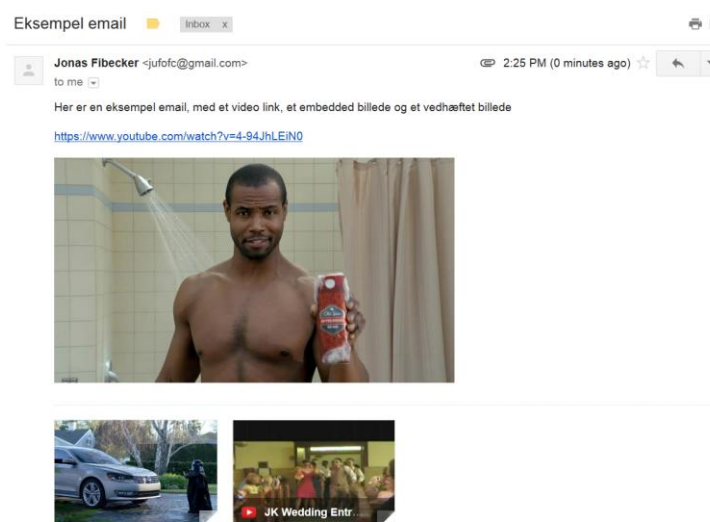 Eksempel email
Inbox x
Jonas Fibecker <jufofc@gmail.com>
2:25 PM (0 minutes ago)
to me
Her er en eksempel email, med et video link, et embedded billede og et vedhæftet billede
https://www.youtube.com/watch?v=4-94JhLEiN0
Old Spice
JK Wedding Entr...